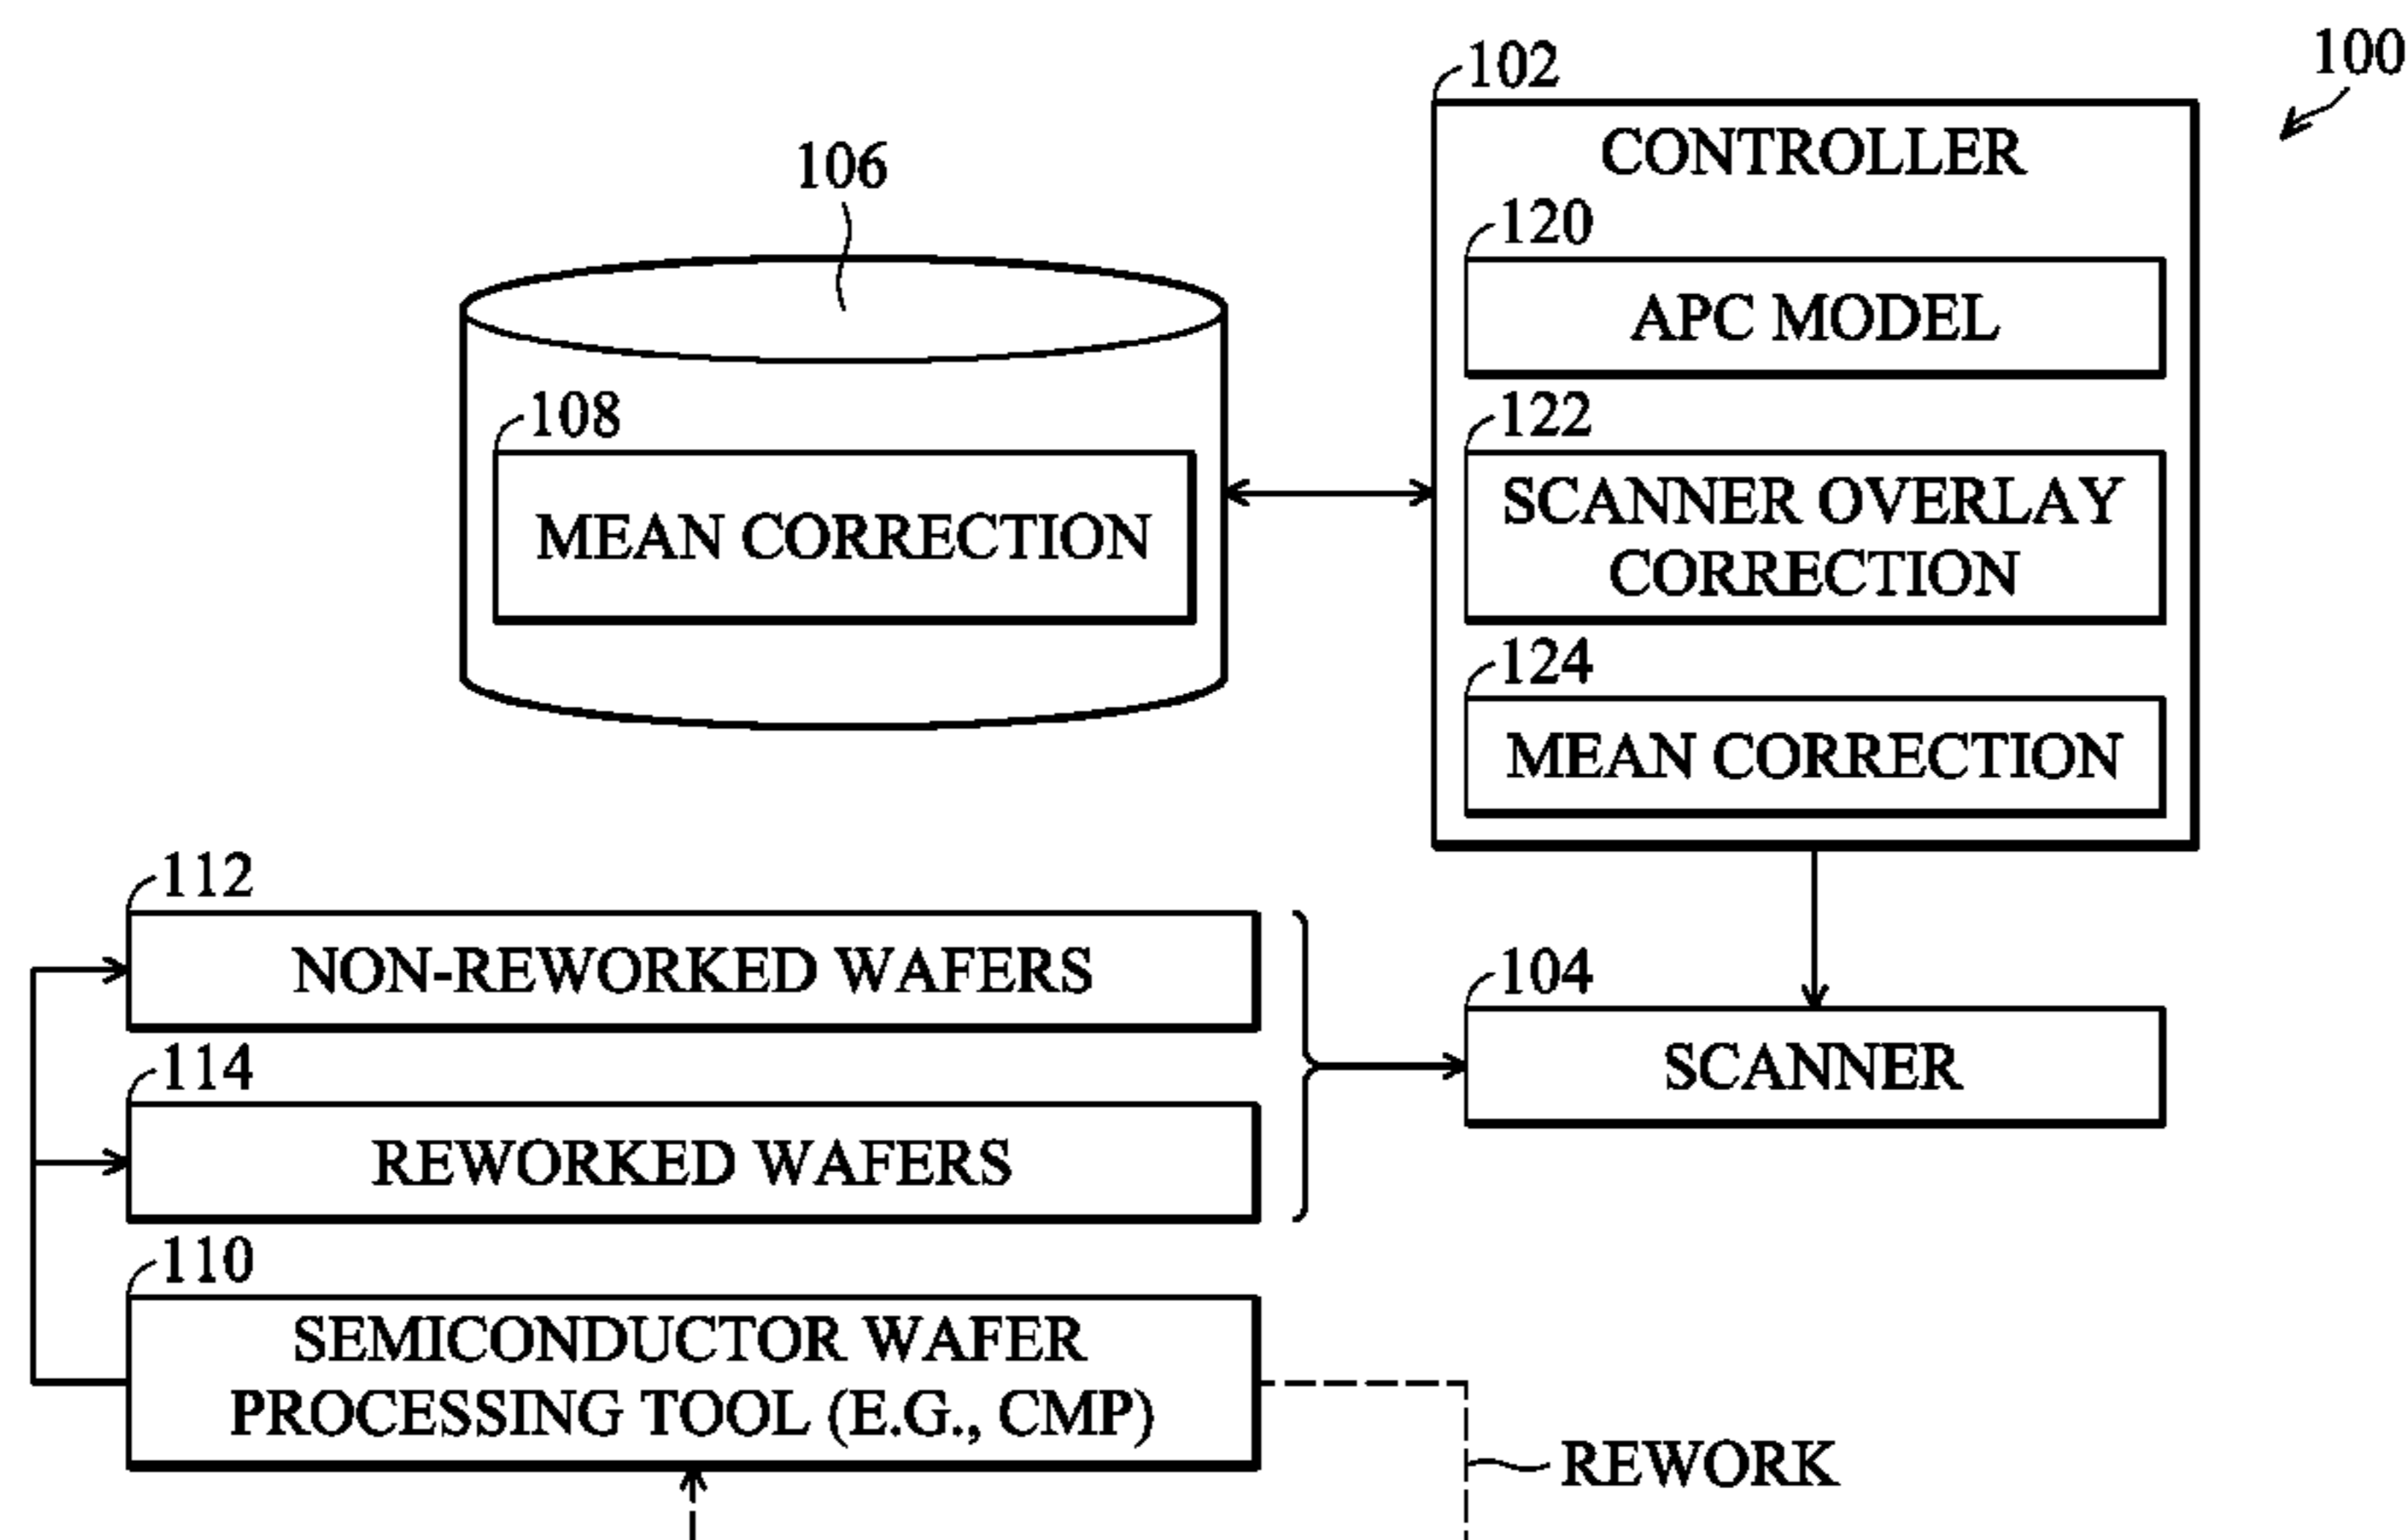 100
102
CONTROLLER
106
120
APC MODEL
108
MEAN CORRECTION
122
SCANNER OVERLAY
CORRECTION
124
MEAN CORRECTION
112
NON-REWORKED WAFERS
104
SCANNER
114
REWORKED WAFERS
110
SEMICONDUCTOR WAFER
PROCESSING TOOL (E.G., CMP)
REWORK